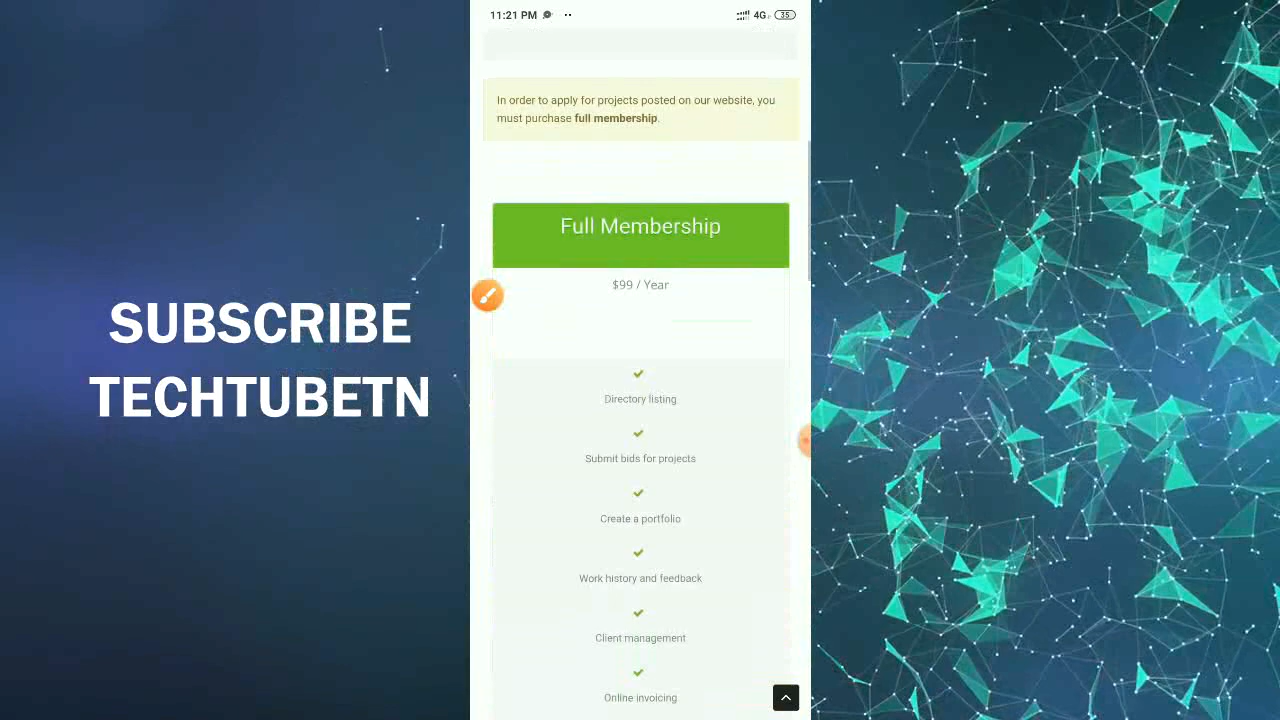 SUBSCRIBE
TECHTUBETN
11:21 PM
4G
35
In order to apply for projects posted on our website, you
must purchase full membership.
Full Membership
$99 / Year
Directory listing
Submit bids for projects
Create a portfolio
Work history and feedback
Client management
Online invoicing